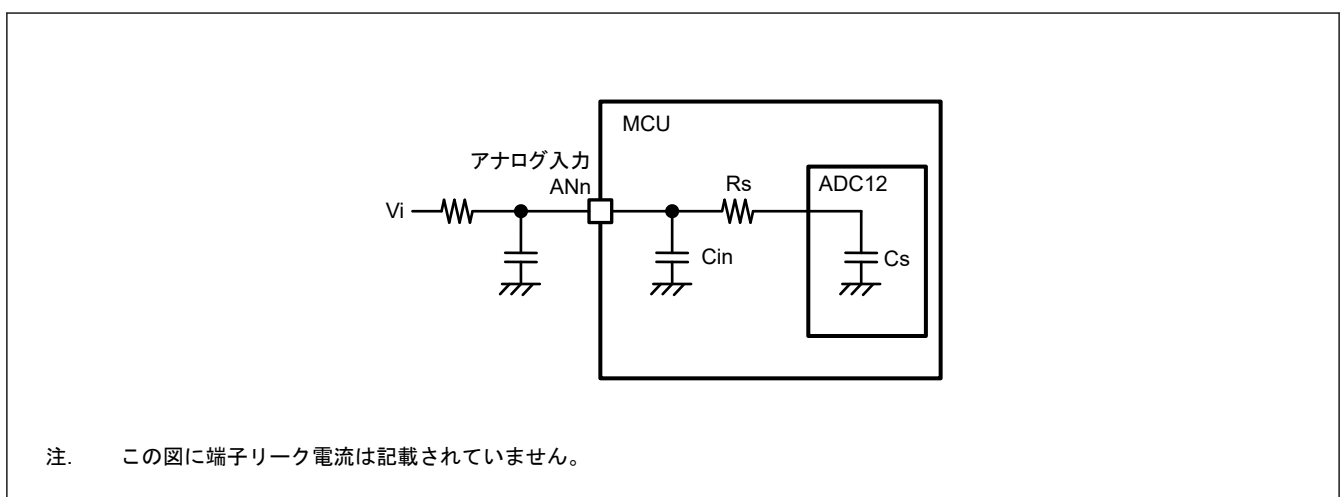 MCU
アナログ入力
ANn
Rs
ADC12
Vi
Cin
Cs
注. この図に端子リーク電流は記載されていません。